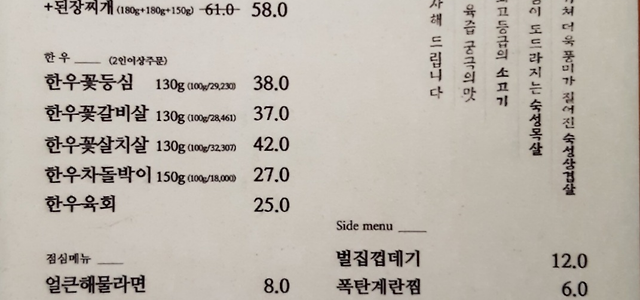 +된장찌개 (180g+180g+150g) 61.0 58.0
한우 (2인이상주문)
한우꽃등심 130g (100g/29,230) 38.0
한우꽃갈비살 130g (100g/28,461) 37.0
한우꽃살치살 130g (100g/32,307) 42.0
한우차돌박이 150g (100g/18,000) 27.0
한우육회 25.0
점심메뉴
얼큰해물라면 8.0
더욱 풍미가 짙어진 숙성삼겹살
도드라지는 숙성목살
최고등급의 소고기
육즙 궁극의 맛
해 드립니다
Side menu
벌집껍데기 12.0
폭탄계란찜 6.0